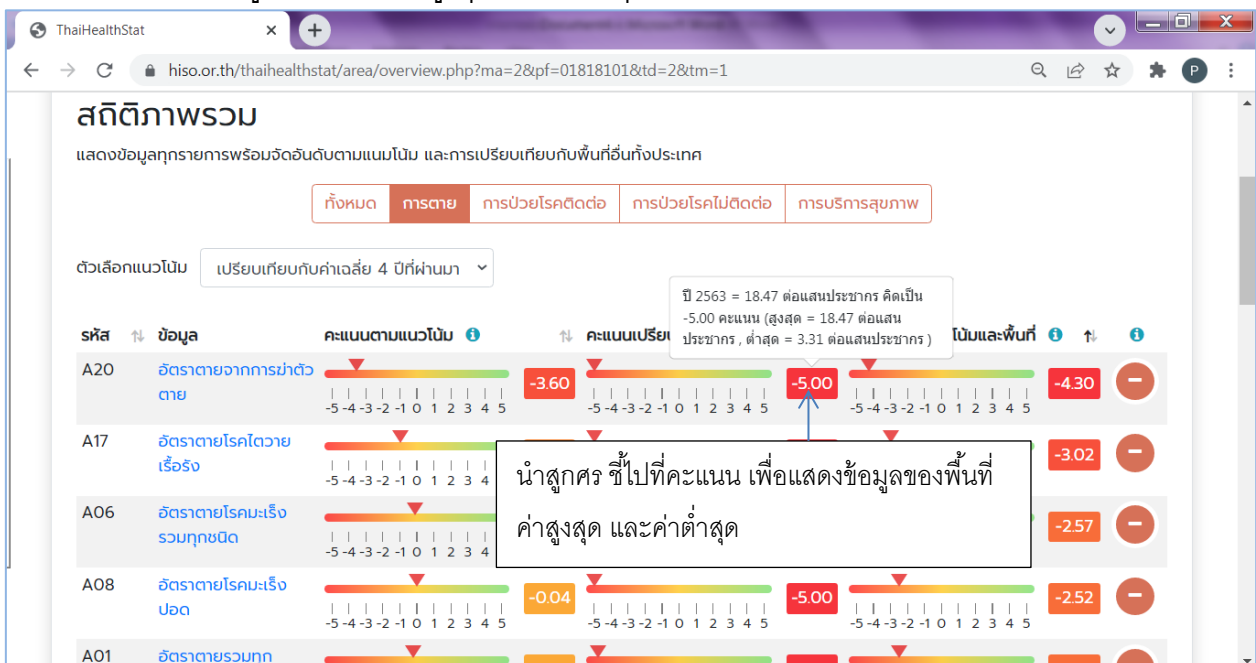 ThaiHealthStat
hiso.or.th/thaihealthstat/area/overview.php?ma=2&pf=01818101&td=2&tm=1
P
สถิติภาพรวม
แสดงข้อมูลทุกรายการพร้อมจัดอันดับตามแนมโน้ม และการเปรียบเทียบกับพื้นที่อื่นทั้งประเทศ
ทั้งหมด การตาย การป่วยโรคติดต่อ การป่วยโรคไม่ติดต่อ การบริการสุขภาพ
ตัวเลือกแนวโน้ม เปรียบเทียบกับค่าเฉลี่ย 4 ปีที่ผ่านมา
ปี 2563 = 18.47 ต่อแสนประชากร คิดเป็น
-5.00 คะแนน (สูงสุด = 18.47 ต่อแสน
ประชากร , ต่ำสุด = 3.31 ต่อแสนประชากร )
รหัส ข้อมูล คะแนนตามแนวโน้ม คะแนนเปรีย โน้มและพื้นที่
A20 อัตราตายจากการฆ่าตัว
ตาย
-3.60 -5.00 -4.30
-5 -4 -3 -2 -1 0 1 2 3 4 5 -5 -4 -3 -2 -1 0 1 2 3 4 5 -5 -4 -3 -2 -1 0 1 2 3 4 5
A17 อัตราตายโรคไตวาย
เรื้อรัง
-3.02
-5 -4 -3 -2 -1 0 1 2 3 4
นำลูกศร ชี้ไปที่คะแนน เพื่อแสดงข้อมูลของพื้นที่
ค่าสูงสุด และค่าต่ำสุด
A06 อัตราตายโรคมะเร็ง
รวมทุกชนิด
-2.57
-5 -4 -3 -2 -1 0 1 2 3 4
A08 อัตราตายโรคมะเร็ง
ปอด
-0.04 -5.00 -2.52
-5 -4 -3 -2 -1 0 1 2 3 4 5 -5 -4 -3 -2 -1 0 1 2 3 4 5 -5 -4 -3 -2 -1 0 1 2 3 4 5
A01 อัตราตายรวมทุก